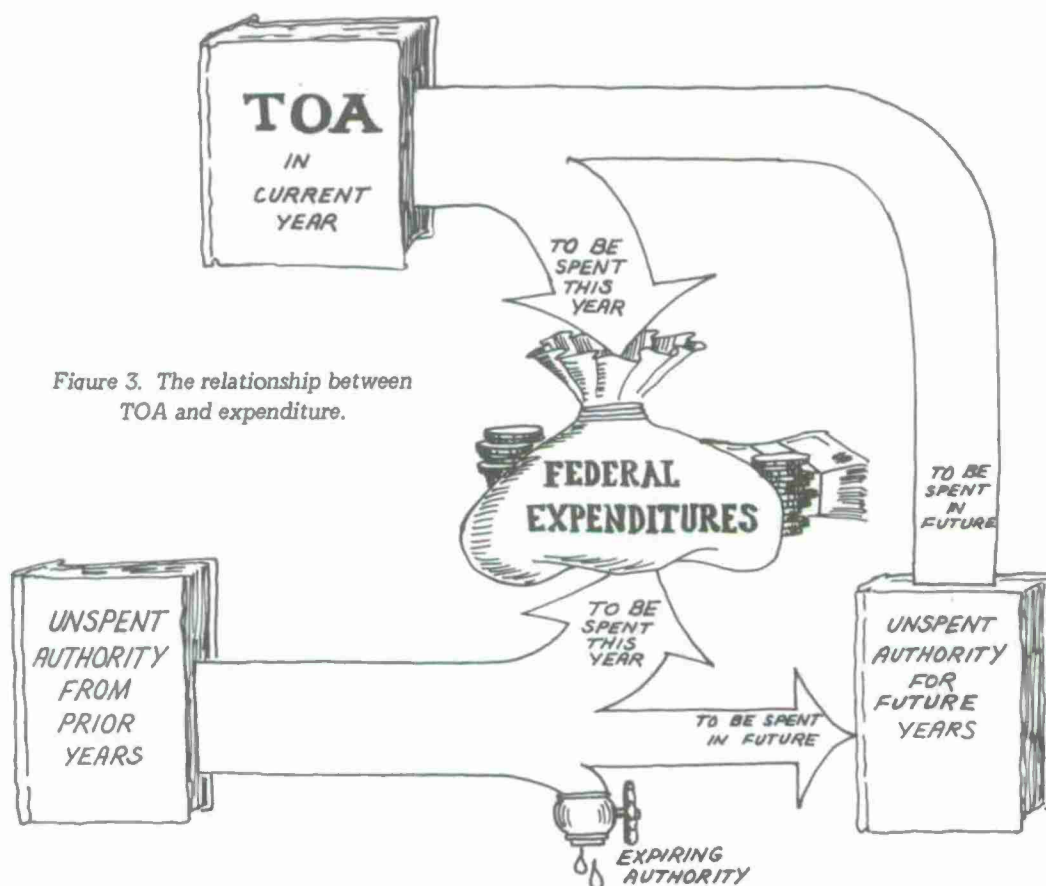 TOA
IN
CURRENT
YEAR
TO BE
SPENT
THIS
YEAR
Figure 3. The relationship between
TOA and expenditure.
FEDERAL
EXPENDITURES
TO BE
SPENT
IN
FUTURE
UNSPENT
AUTHORITY
FROM
PRIOR
YEARS
TO BE
SPENT
THIS
YEAR
TO BE SPENT
IN FUTURE
UNSPENT
AUTHORITY
FOR
FUTURE
YEARS
EXPIRING
AUTHORITY